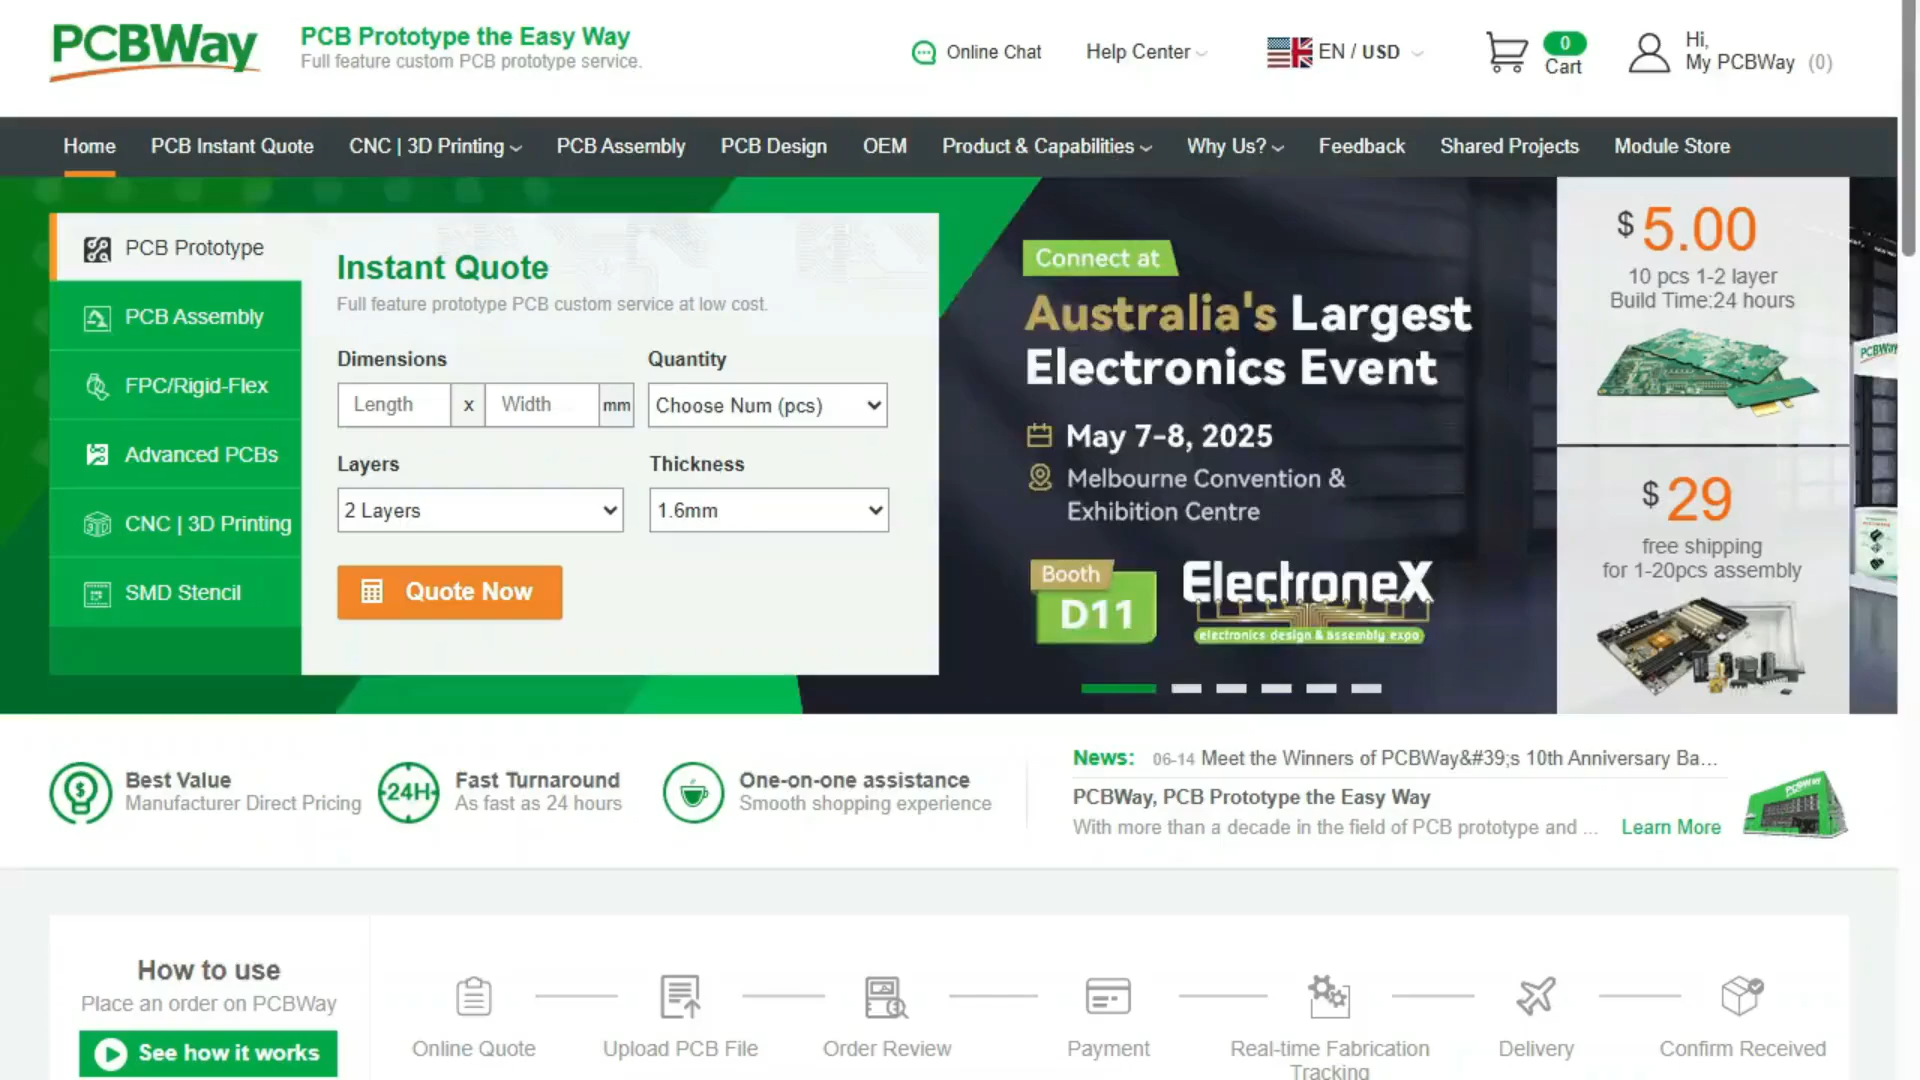 PCBWay
PCB Prototype the Easy Way
Full feature custom PCB prototype service.
Online Chat
Help Center
EN / USD
0
Cart
Hi,
My PCBWay (0)
Home
PCB Instant Quote
CNC | 3D Printing
PCB Assembly
PCB Design
OEM
Product & Capabilities
Why Us?
Feedback
Shared Projects
Module Store
PCB Prototype
PCB Assembly
FPC/Rigid-Flex
Advanced PCBs
CNC | 3D Printing
SMD Stencil
Instant Quote
Full feature prototype PCB custom service at low cost.
Dimensions
Quantity
Length x Width mm
Choose Num (pcs)
Layers
Thickness
2 Layers
1.6mm
Quote Now
Connect at
Australia's Largest
Electronics Event
May 7-8, 2025
Melbourne Convention &
Exhibition Centre
Booth
D11
ElectroneX
electronics design & assembly expo
$ 5.00
10 pcs 1-2 layer
Build Time:24 hours
$ 29
free shipping
for 1-20pcs assembly
PCBWay
Best Value
Manufacturer Direct Pricing
24H
Fast Turnaround
As fast as 24 hours
One-on-one assistance
Smooth shopping experience
News: 06-14 Meet the Winners of PCBWay&#39;s 10th Anniversary Ba...
PCBWay, PCB Prototype the Easy Way
With more than a decade in the field of PCB prototype and ... Learn More
How to use
Place an order on PCBWay
See how it works
Online Quote
Upload PCB File
Order Review
Payment
Real-time Fabrication
Tracking
Delivery
Confirm Received